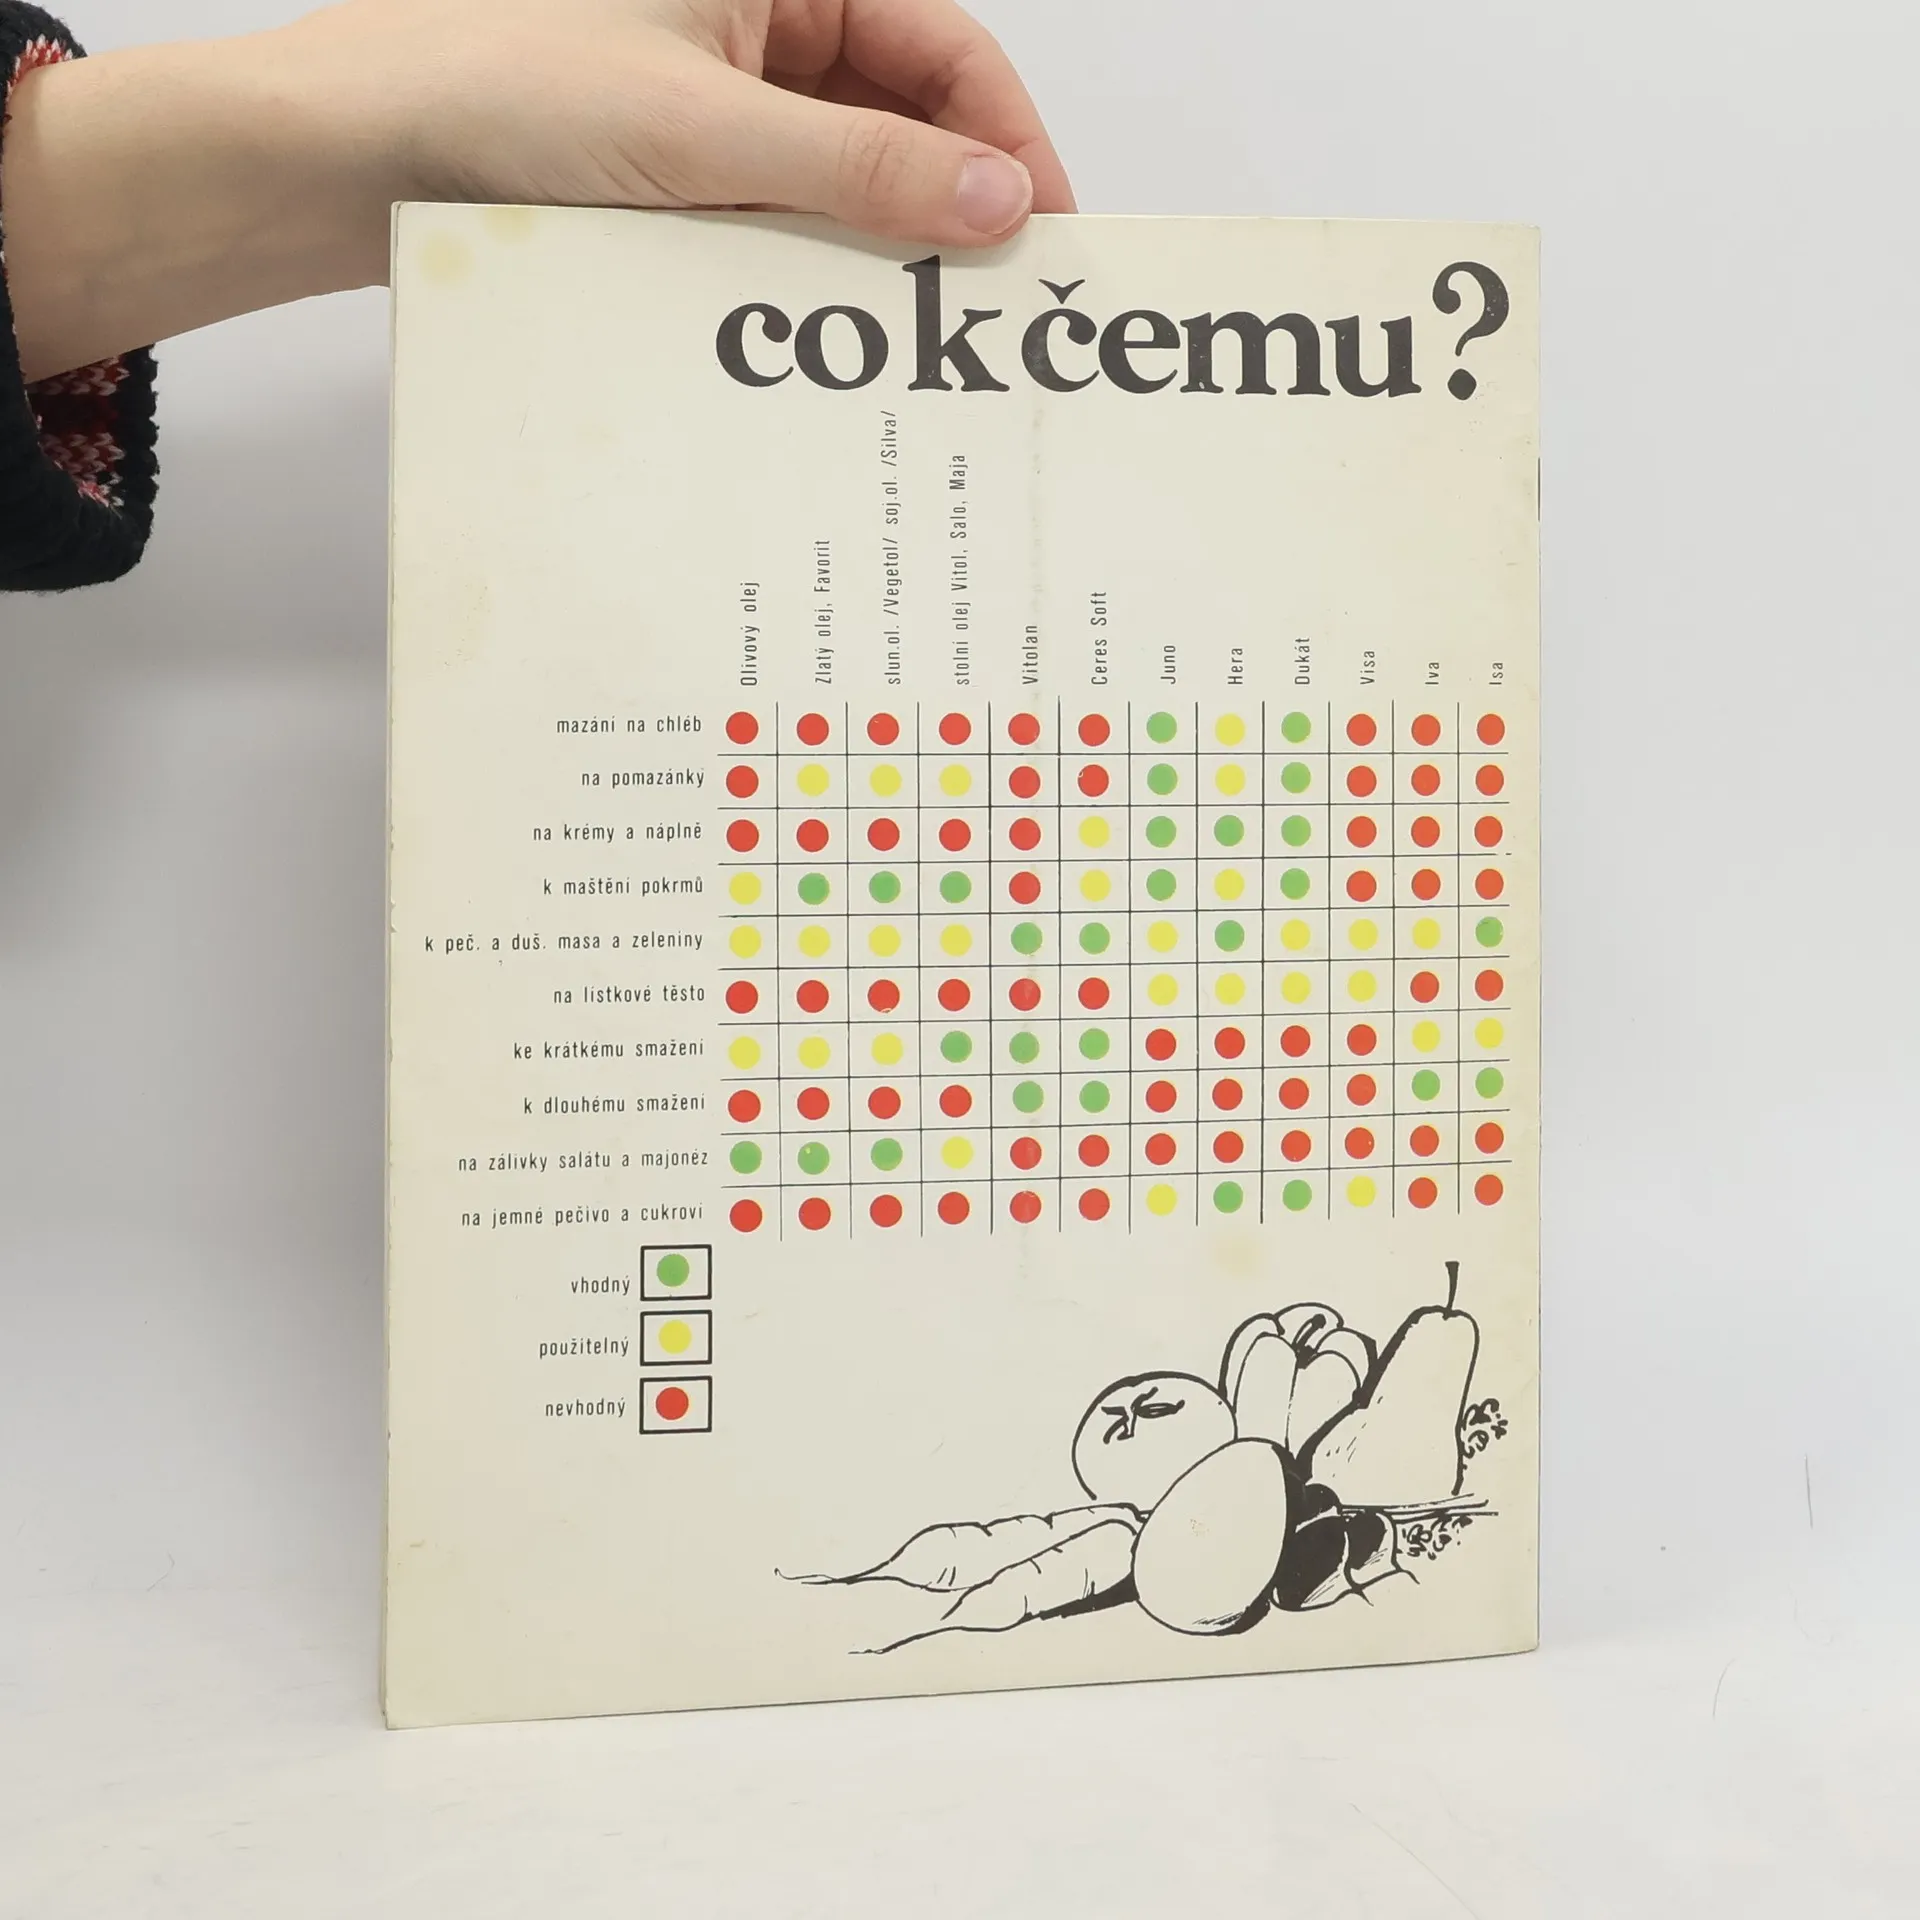 co k čemu?
Olivový olej
Zlatý olej, Favorit
slun.ol. /Vegetol/ soj.ol. /Silva/
stolní olej Vitol, Salo, Maja
Vitolan
Ceres Soft
Juno
Hera
Dukát
Visa
Iva
Isa
mazání na chléb
na pomazánky
na krémy a náplně
k maštění pokrmů
k peč. a duš. masa a zeleniny
na lístkové těsto
ke krátkému smažení
k dlouhému smažení
na zálivky salátu a majonéz
na jemné pečivo a cukroví
vhodný
použitelný
nevhodný